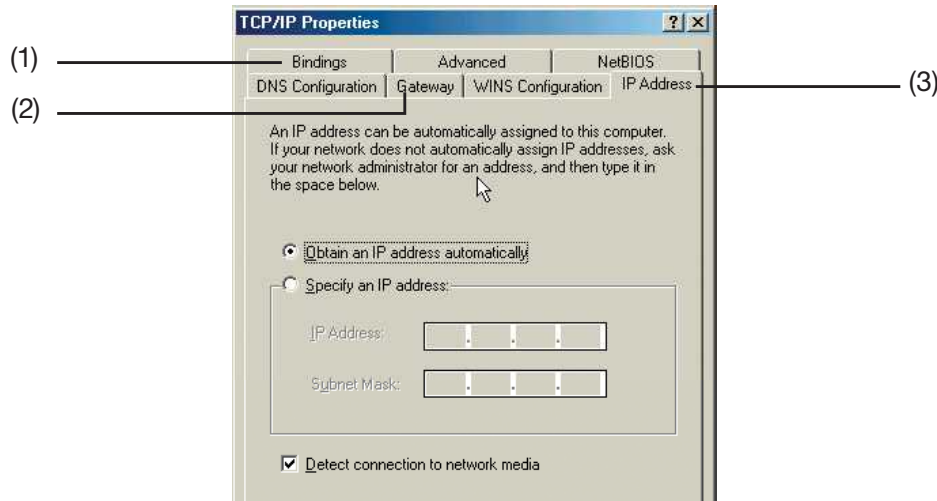 TCP/IP Properties ? ×
(1) Bindings Advanced NetBIOS
DNS Configuration Gateway WINS Configuration IP Address (3)
(2)
An IP address can be automatically assigned to this computer.
If your network does not automatically assign IP addresses, ask
your network administrator for an address, and then type it in
the space below.
Obtain an IP address automatically
Specify an IP address:
IP Address: . . .
Subnet Mask: . . .
Detect connection to network media